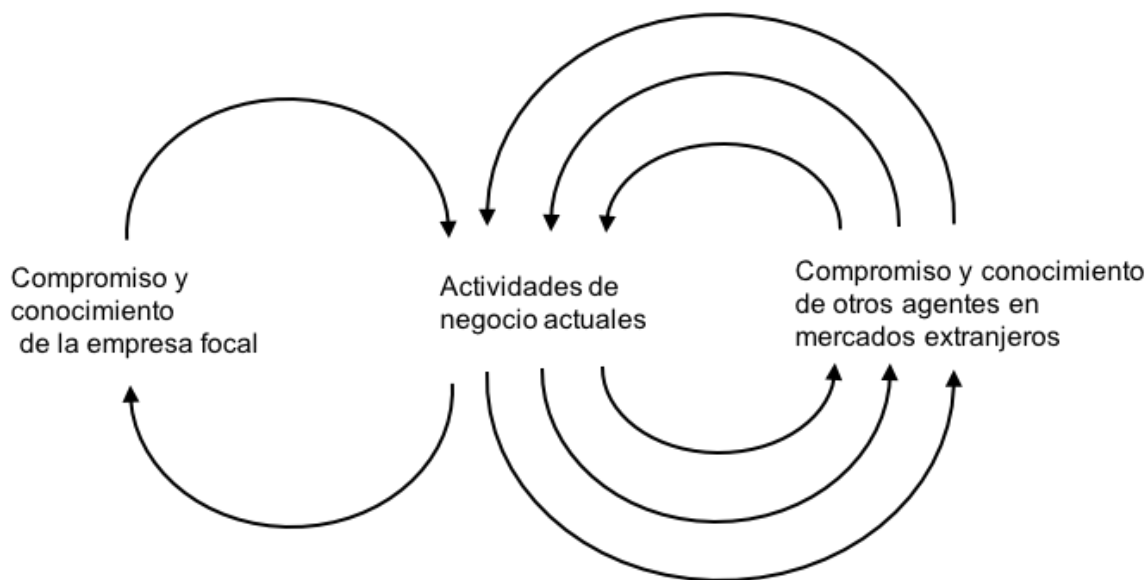 Compromiso y
conocimiento
de la empresa focal
Actividades de
negocio actuales
Compromiso y conocimiento
de otros agentes en
mercados extranjeros